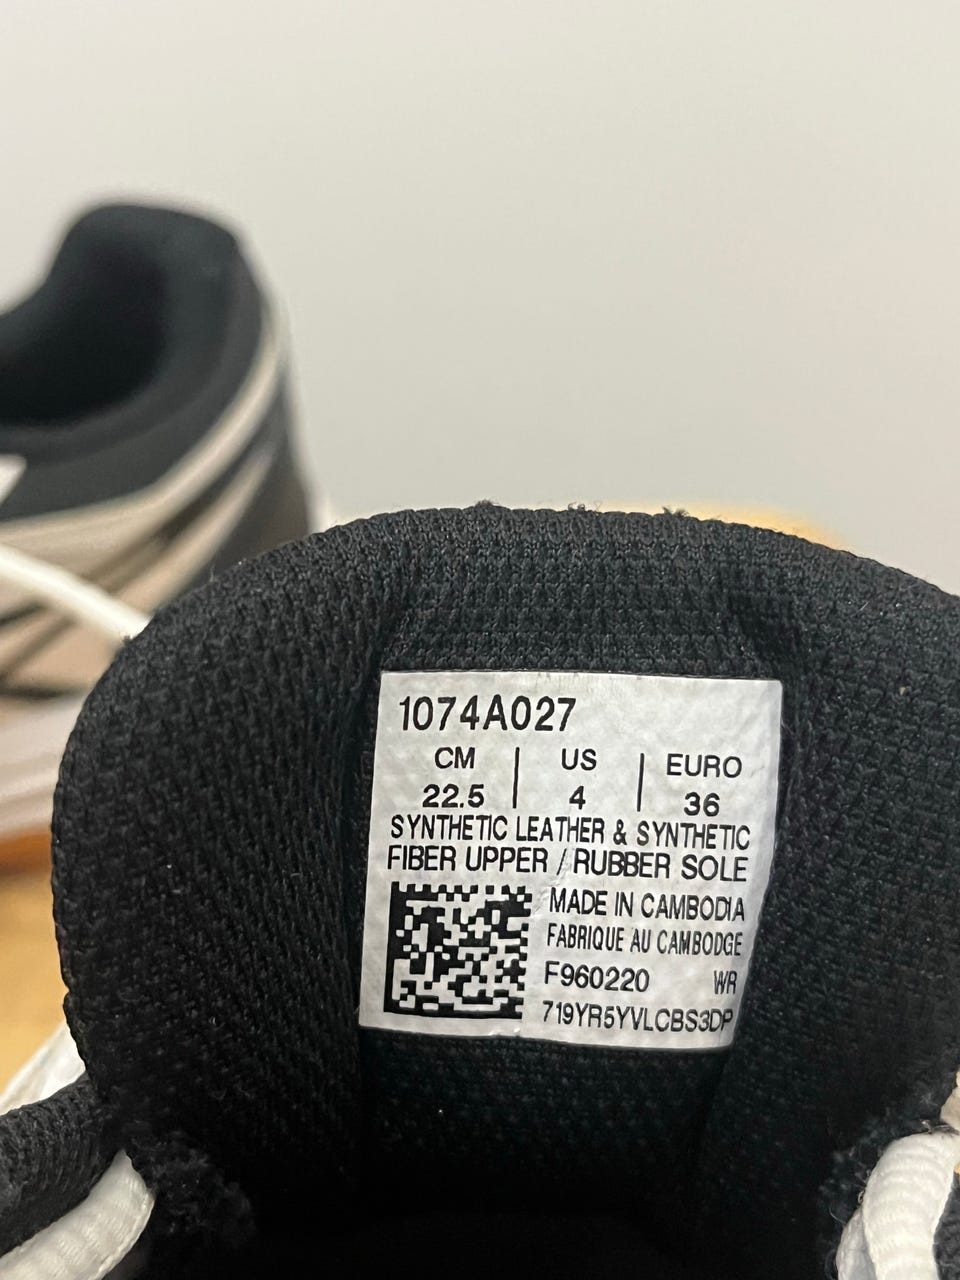 1074A027
CM | US | EURO
22.5 | 4 | 36
SYNTHETIC LEATHER & SYNTHETIC
FIBER UPPER / RUBBER SOLE
MADE IN CAMBODIA
FABRIQUE AU CAMBODGE
F960220 WR
719YR5YVLCBS3DP